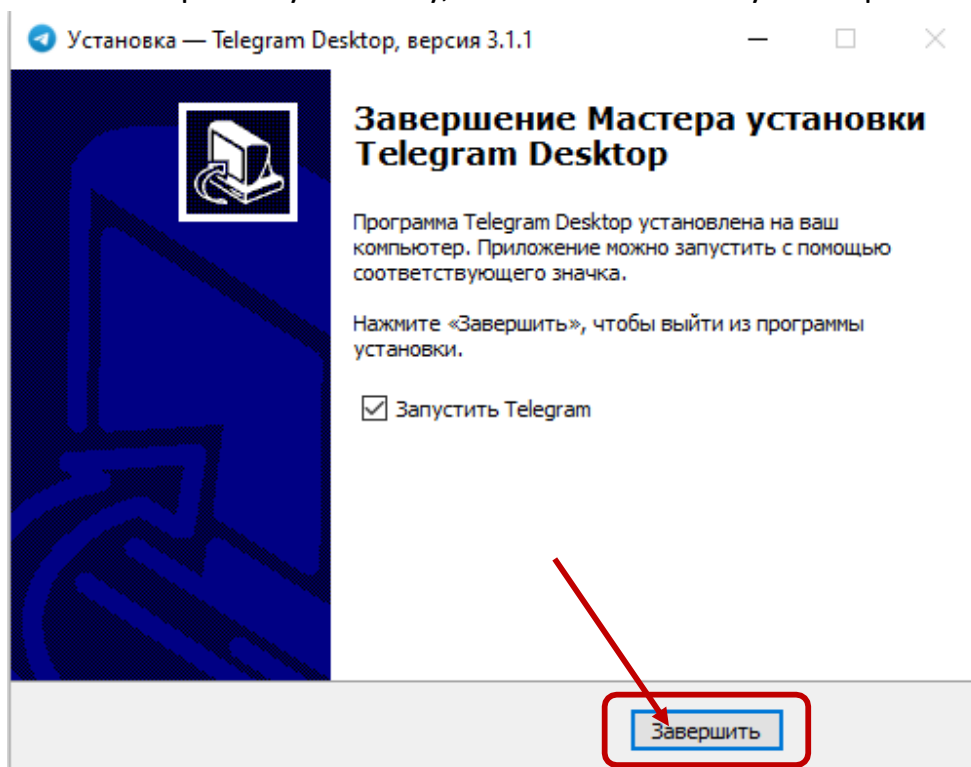 Установка — Telegram Desktop, версия 3.1.1
Завершение Мастера установки
Telegram Desktop
Программа Telegram Desktop установлена на ваш
компьютер. Приложение можно запустить с помощью
соответствующего значка.
Нажмите «Завершить», чтобы выйти из программы
установки.
Запустить Telegram
Завершить